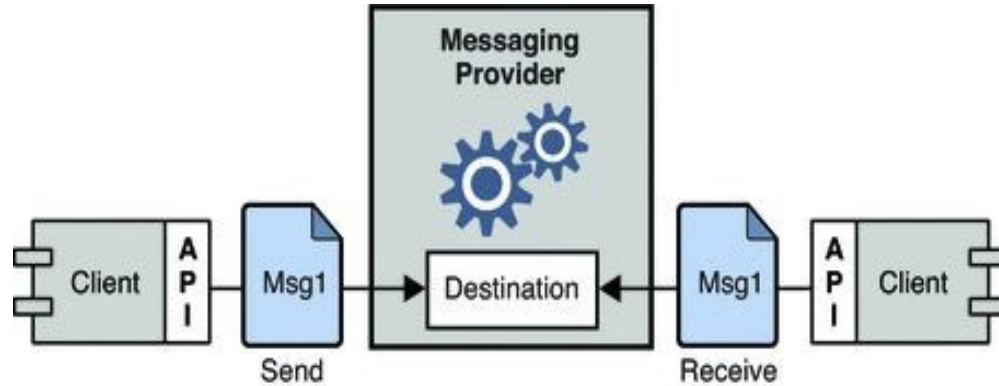 Messaging
Provider
Client
A
P
I
Msg1
Destination
Msg1
A
P
I
Client
Send
Receive